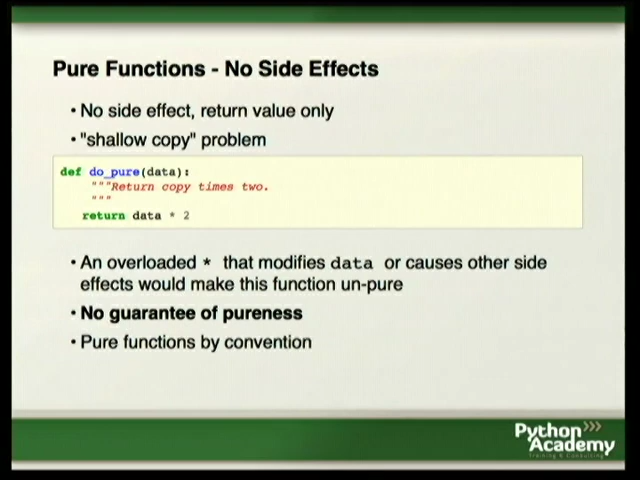 Pure Functions - No Side Effects
• No side effect, return value only
• "shallow copy" problem
def do_pure(data):
    """Return copy times two.
    """
    return data * 2
• An overloaded * that modifies data or causes other side
effects would make this function un-pure
• No guarantee of pureness
• Pure functions by convention
Python
Academy
Training & Consulting